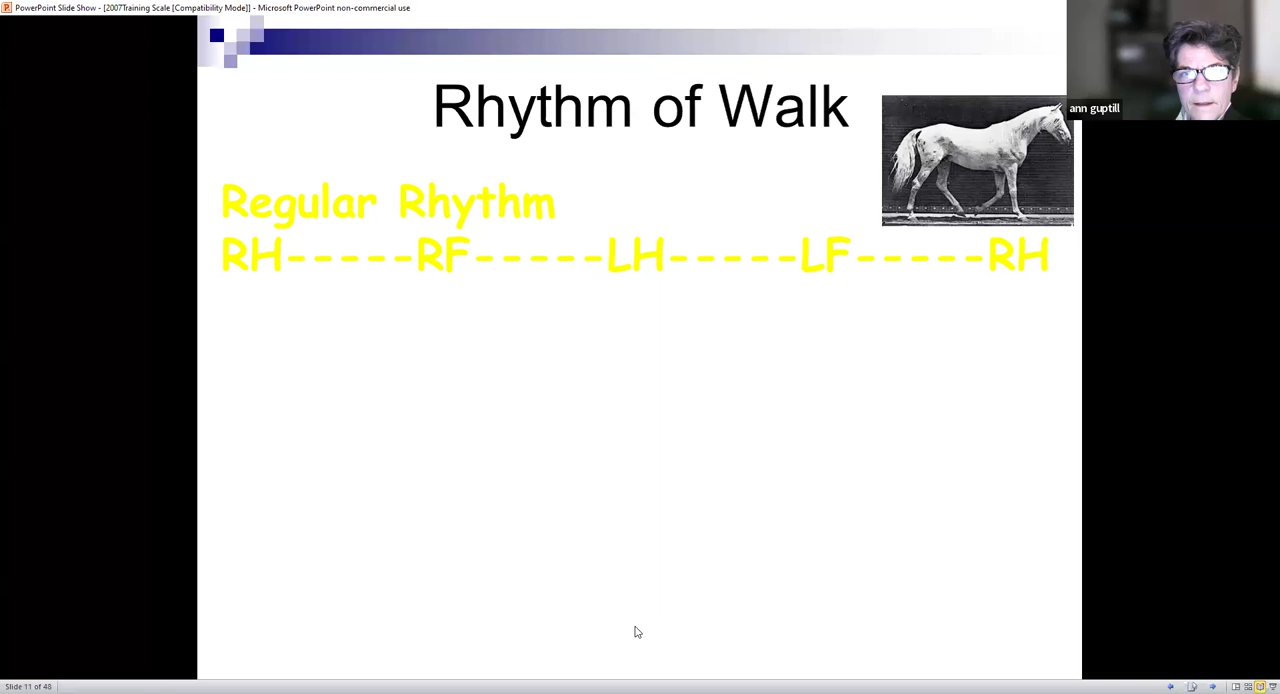 PowerPoint Slide Show - [2007Training Scale [Compatibility Mode]] - Microsoft PowerPoint non-commercial use
ann guptill
Rhythm of Walk
Regular Rhythm
RH-----RF-----LH-----LF-----RH
Slide 11 of 48